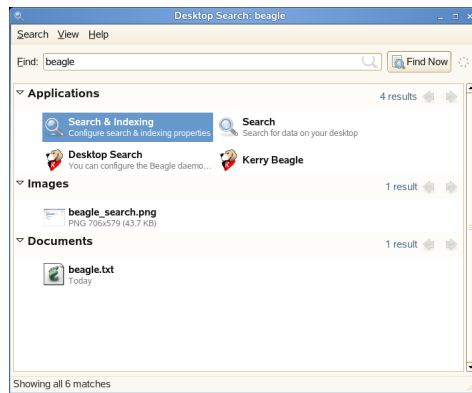 Desktop Search: beagle
Search View Help
Find: beagle Find Now
Applications 4 results
Search & Indexing
Configure search & indexing properties
Search
Search for data on your desktop
Desktop Search
You can configure the Beagle daemo...
Kerry Beagle
Images 1 result
beagle_search.png
PNG 706x579 (43.7 KB)
Documents 1 result
beagle.txt
Today
Showing all 6 matches